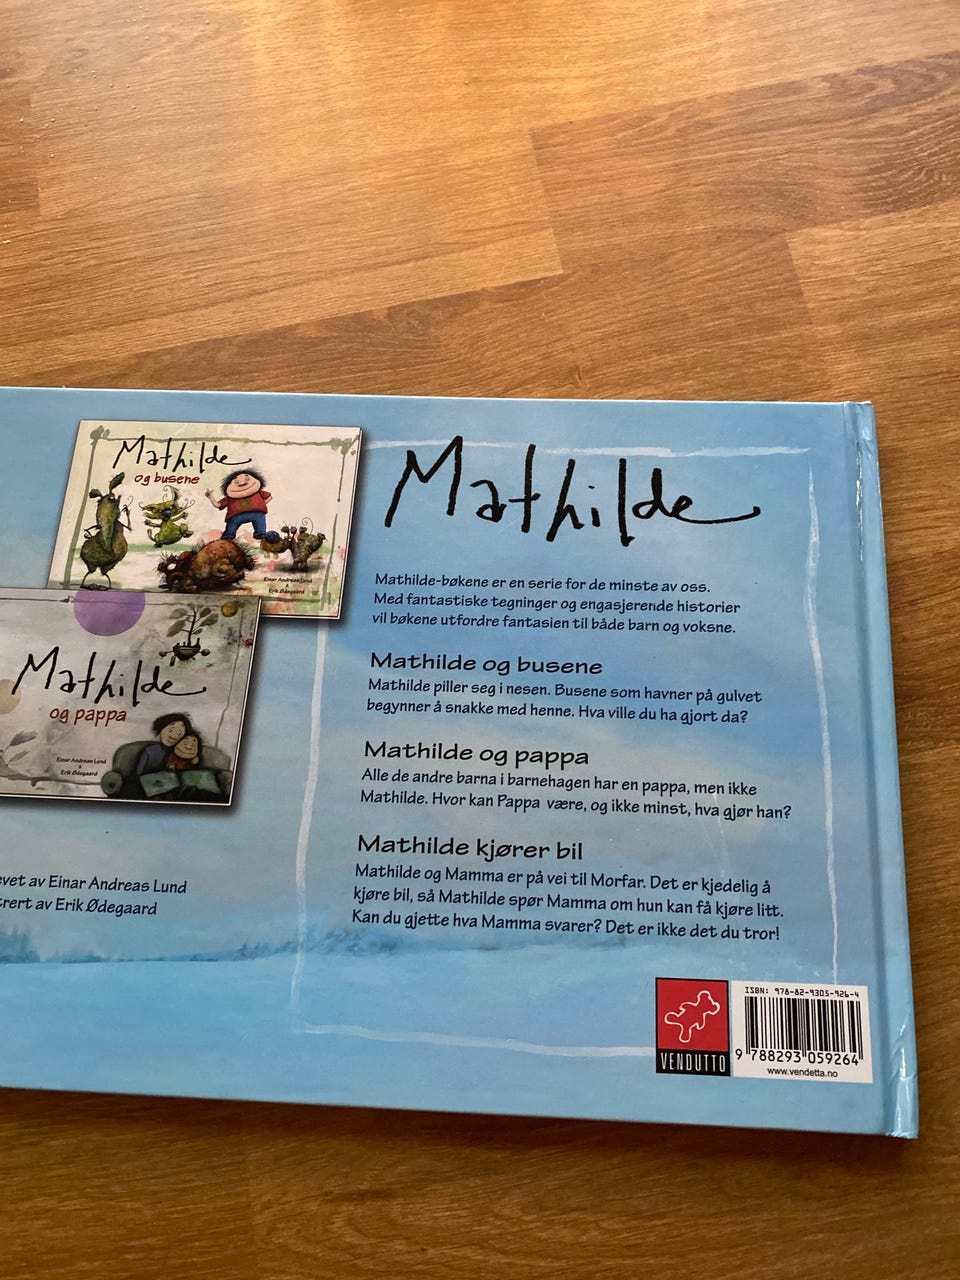 Mathilde
og busene
Einar Andreas Lund
&
Erik Ødegaard
Mathilde
og pappa
Einar Andreas Lund
&
Erik Ødegaard
evet av Einar Andreas Lund
trert av Erik Ødegaard
Mathilde
Mathilde-bøkene er en serie for de minste av oss.
Med fantastiske tegninger og engasjerende historier
vil bøkene utfordre fantasien til både barn og voksne.
Mathilde og busene
Mathilde piller seg i nesen. Busene som havner på gulvet
begynner å snakke med henne. Hva ville du ha gjort da?
Mathilde og pappa
Alle de andre barna i barnehagen har en pappa, men ikke
Mathilde. Hvor kan Pappa være, og ikke minst, hva gjør han?
Mathilde kjører bil
Mathilde og Mamma er på vei til Morfar. Det er kjedelig å
kjøre bil, så Mathilde spør Mamma om hun kan få kjøre litt.
Kan du gjette hva Mamma svarer? Det er ikke det du tror!
VENDUTTO
ISBN: 978-82-9305-926-4
9 788293 059264
www.vendetta.no